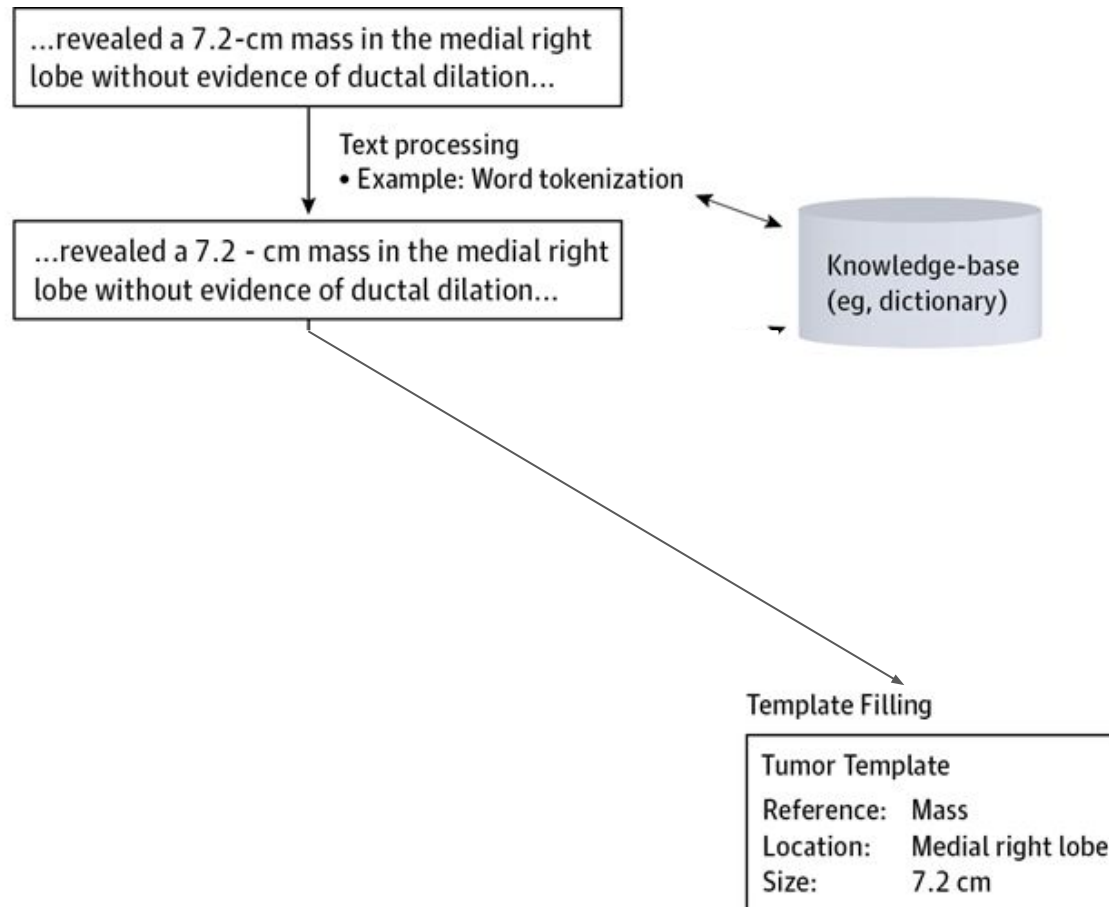 ...revealed a 7.2-cm mass in the medial right
lobe without evidence of ductal dilation...
Text processing
• Example: Word tokenization
...revealed a 7.2 - cm mass in the medial right
lobe without evidence of ductal dilation...
Knowledge-base
(eg, dictionary)
Template Filling
Tumor Template
Reference: Mass
Location: Medial right lobe
Size: 7.2 cm